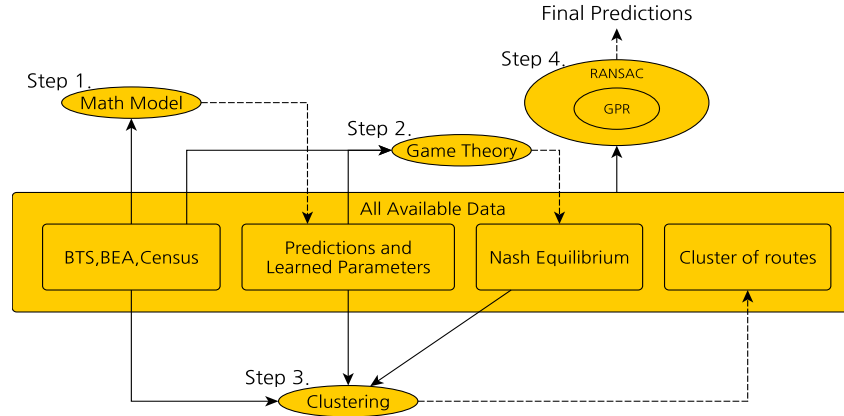 Final Predictions
Step 4.
RANSAC
GPR
Step 1.
Math Model
Step 2.
Game Theory
All Available Data
BTS,BEA,Census
Predictions and
Learned Parameters
Nash Equilibrium
Cluster of routes
Step 3.
Clustering